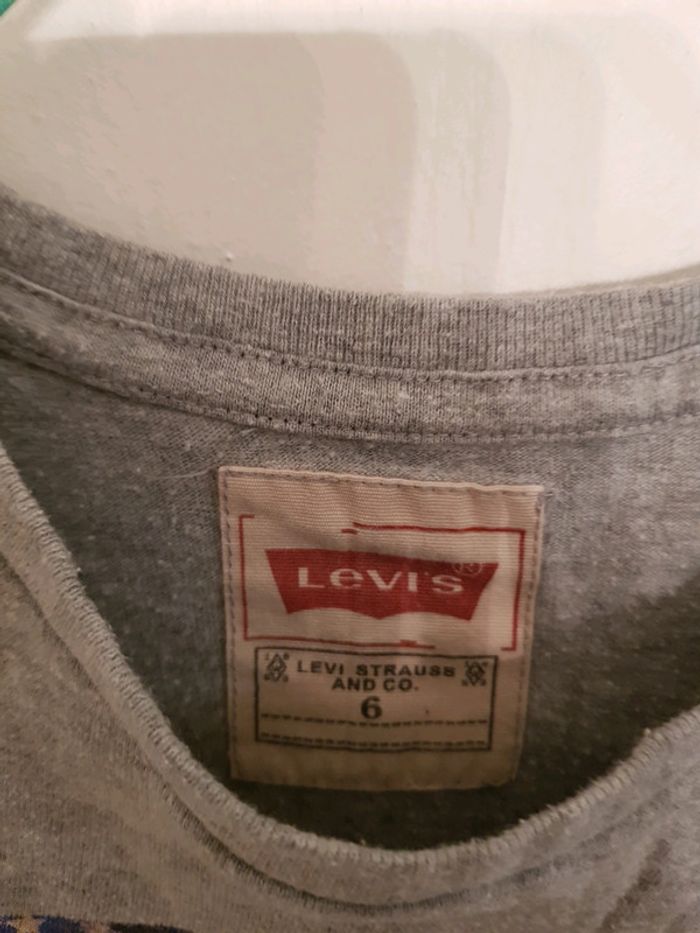 Levi's ®
LEVI STRAUSS
AND CO.
6